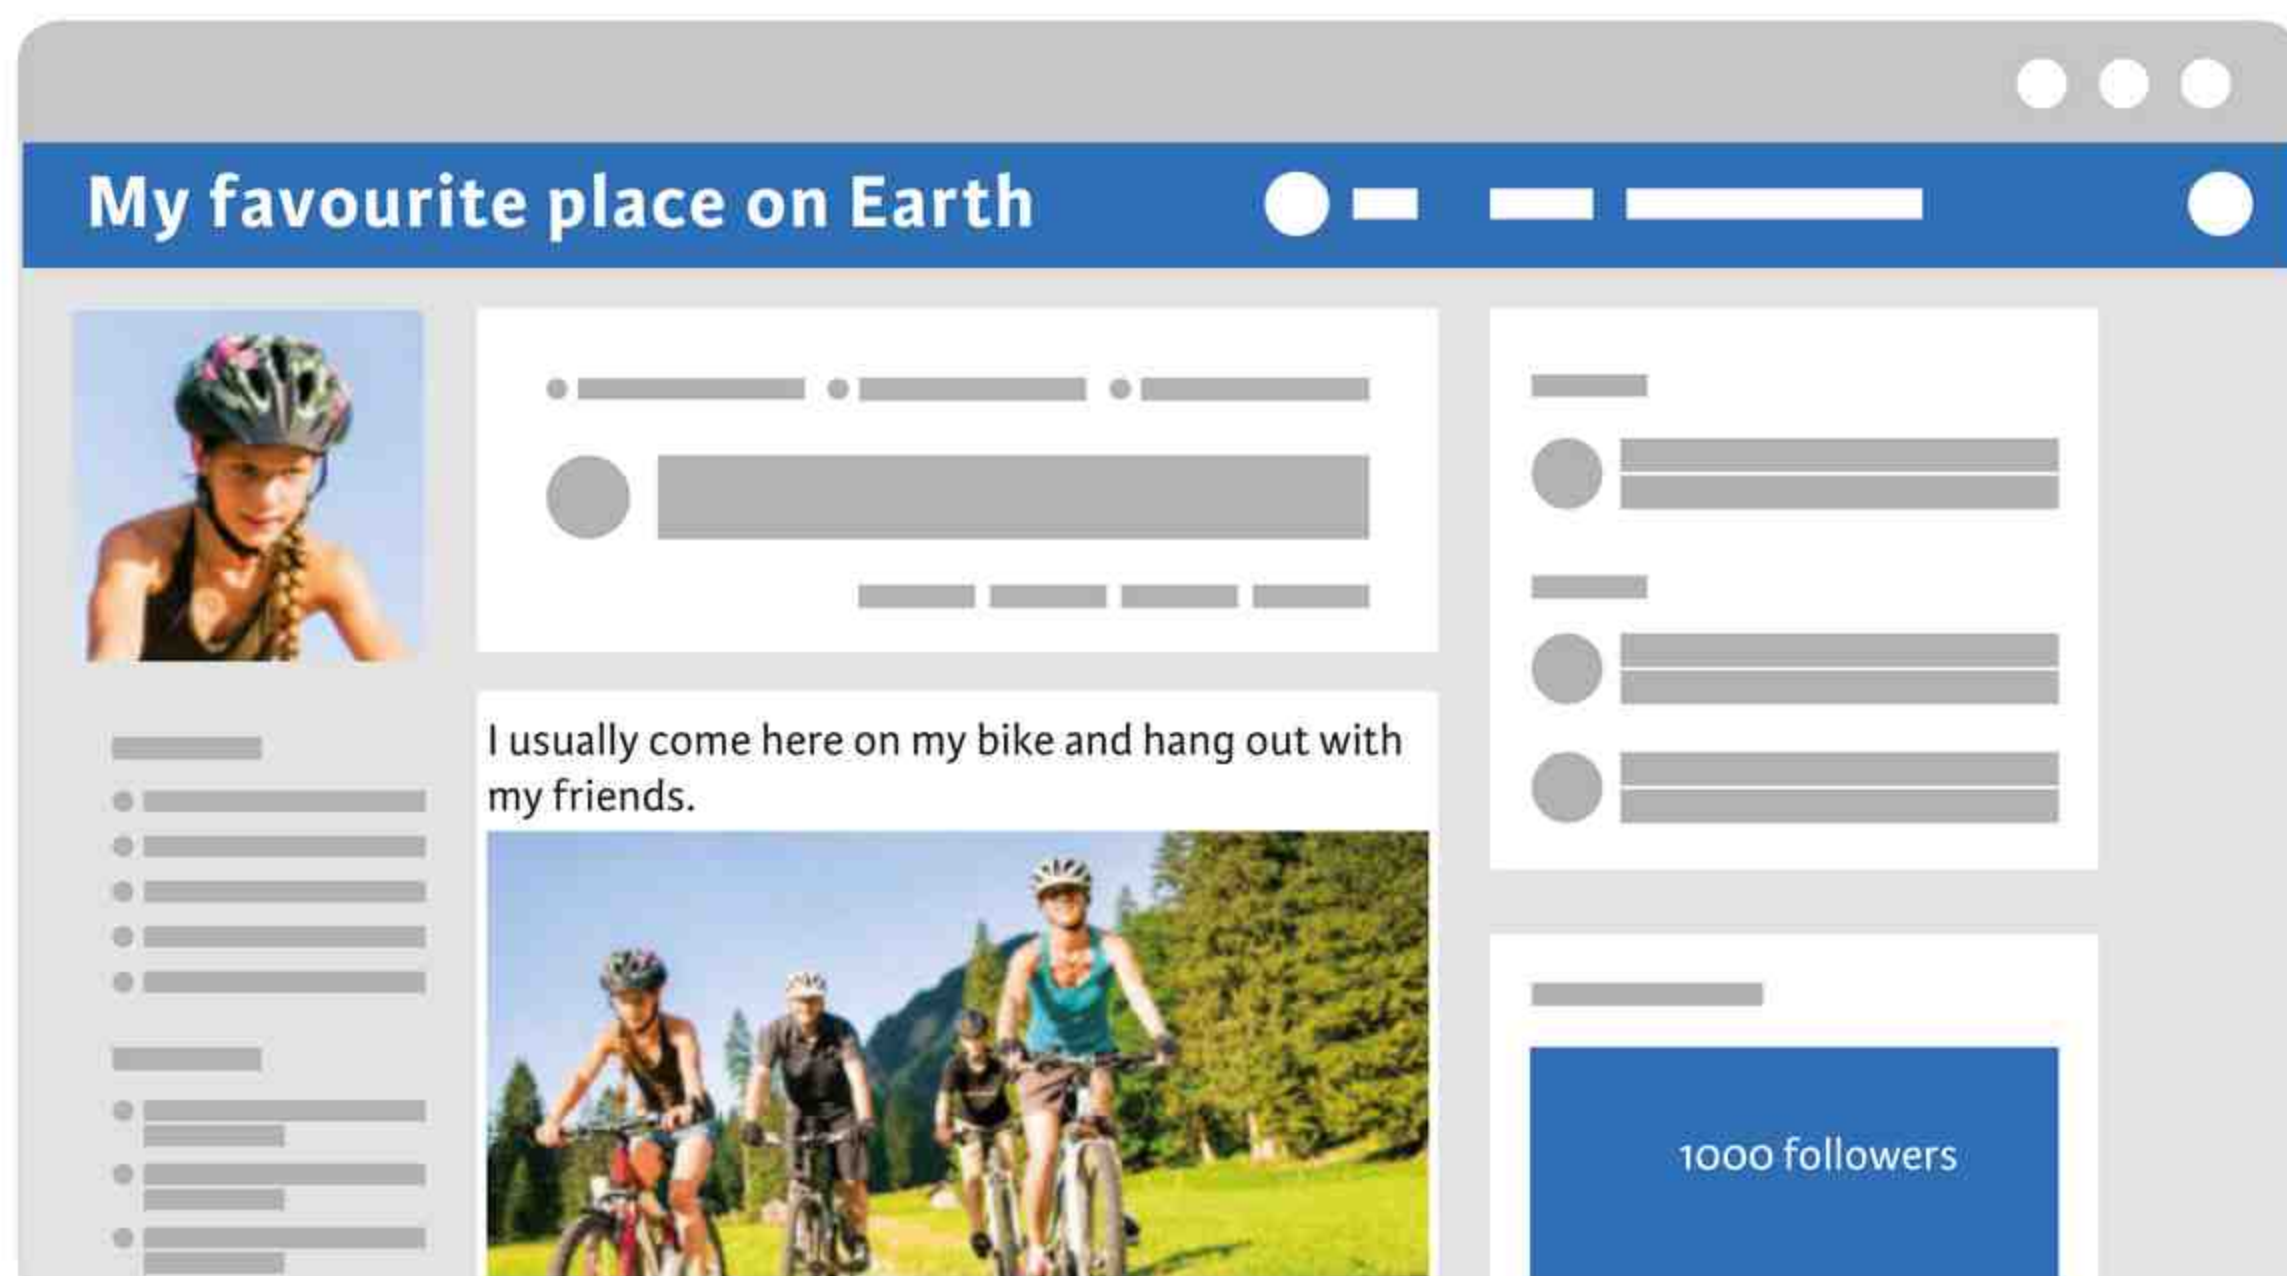 My favourite place on Earth
I usually come here on my bike and hang out with
my friends.
1000 followers